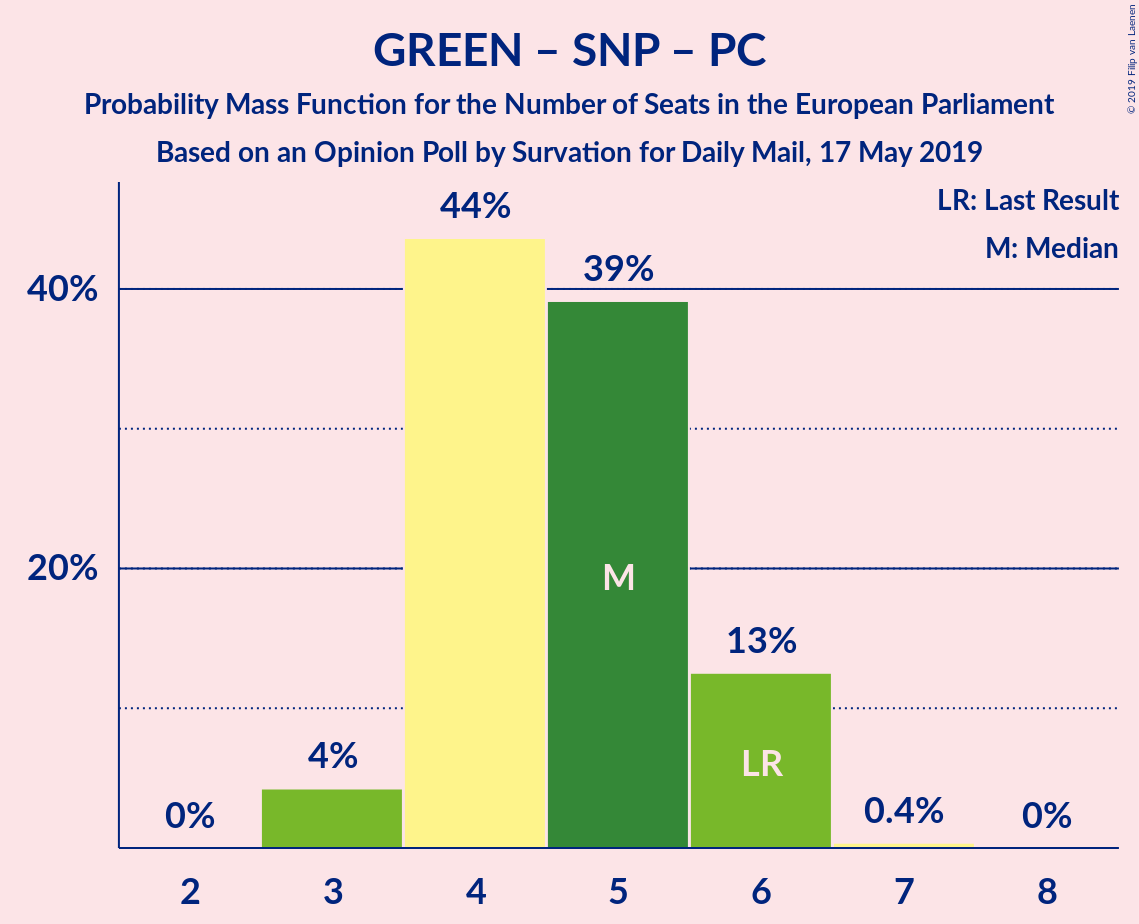 GREEN – SNP – PC
Probability Mass Function for the Number of Seats in the European Parliament
Based on an Opinion Poll by Survation for Daily Mail, 17 May 2019
© 2019 Filip van Laenen
LR: Last Result
M: Median
44%
39%
40%
M
20%
13%
LR
4%
0%
0.4%
0%
2 3 4 5 6 7 8